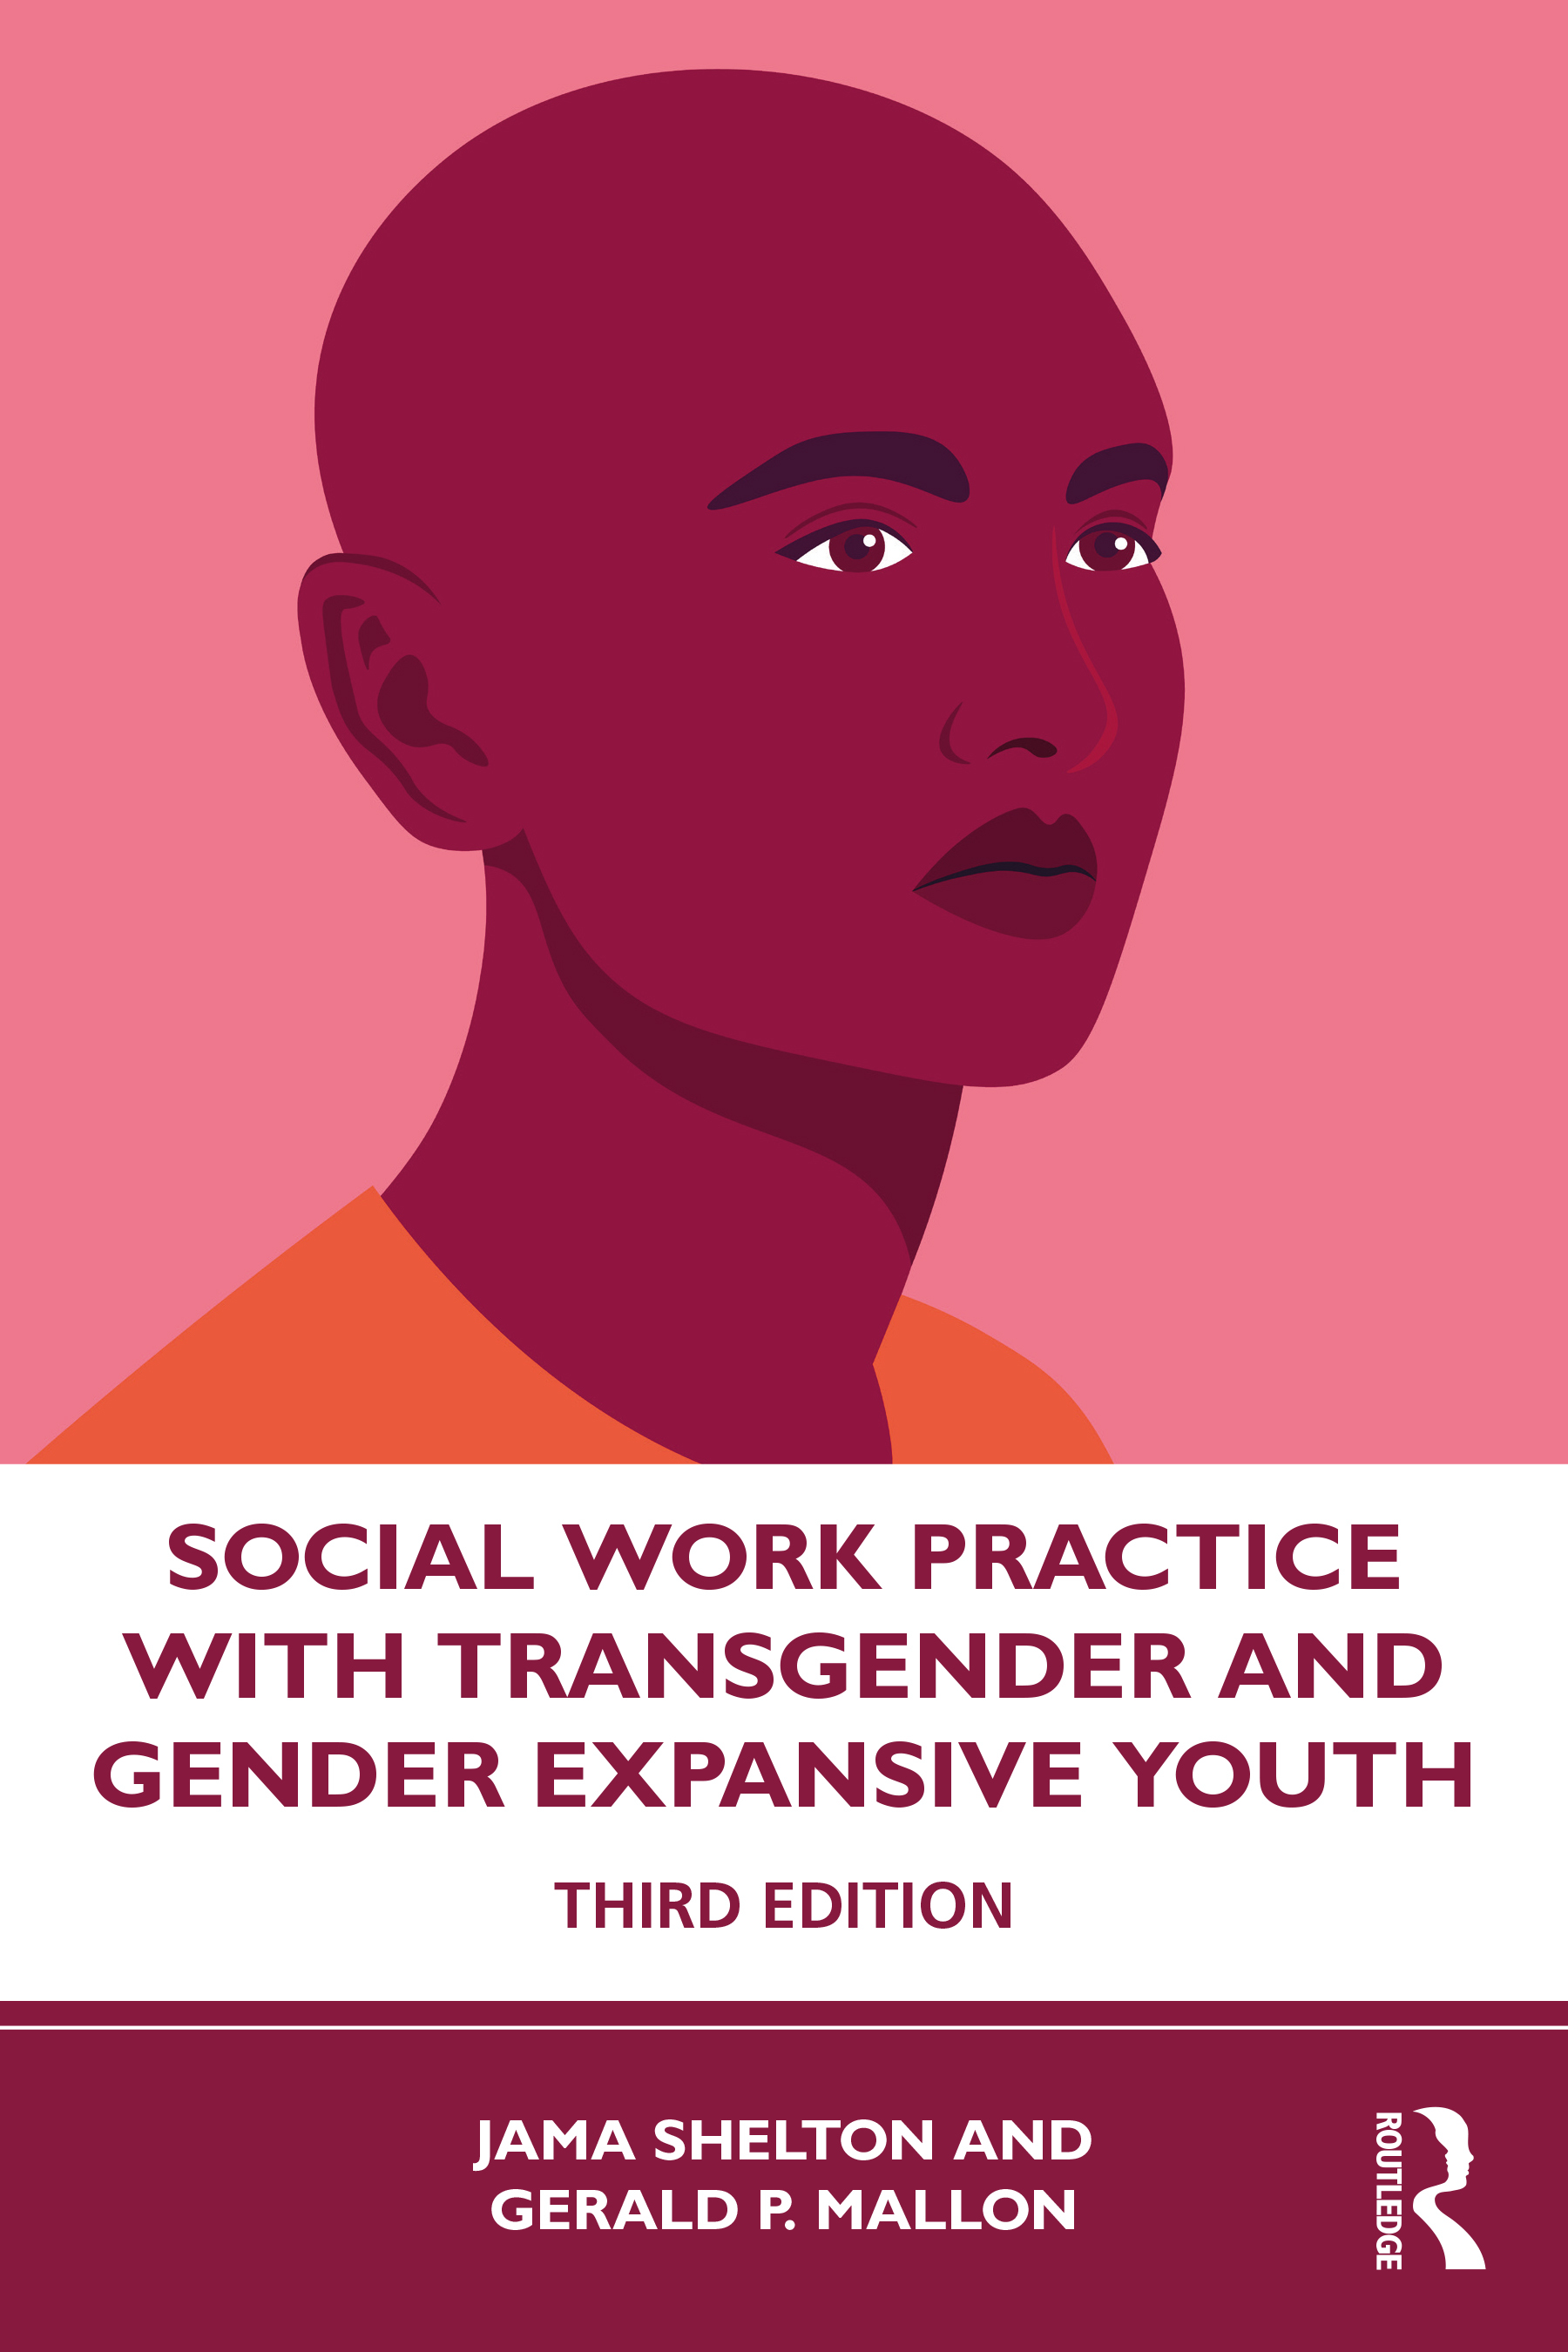 SOCIAL WORK PRACTICE
WITH TRANSGENDER AND
GENDER EXPANSIVE YOUTH
THIRD EDITION
JAMA SHELTON AND
GERALD P. MALLON
ROUTLEDGE